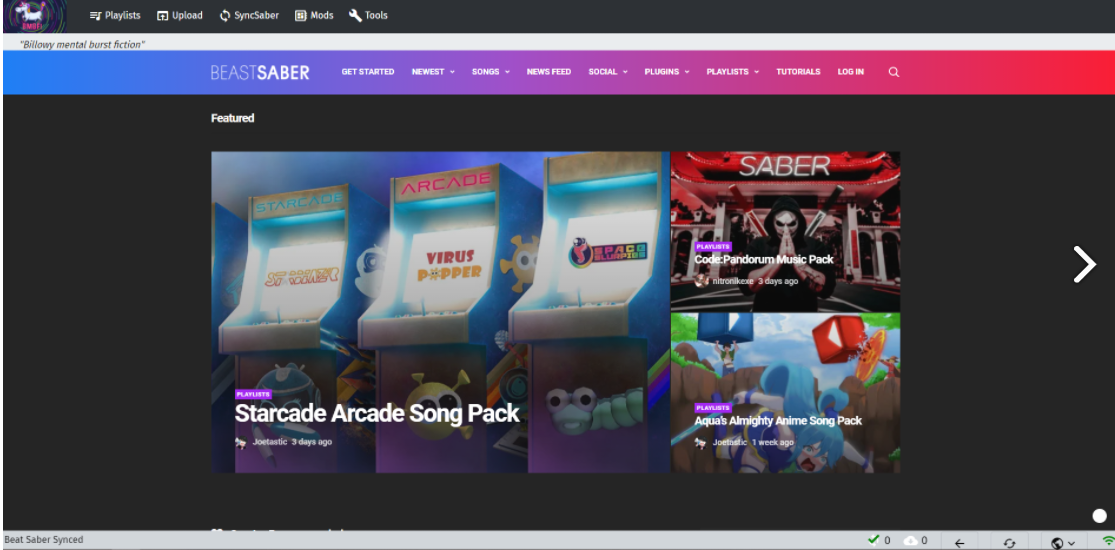 BMBF
Playlists Upload SyncSaber Mods Tools
"Billowy mental burst fiction"
BEASTSABER GET STARTED NEWEST SONGS NEWS FEED SOCIAL PLUGINS PLAYLISTS TUTORIALS LOG IN
Featured
STARCADE
ARCADE
VIRUS
POPPER
SPACE
SLURPIES
PLAYLISTS
Starcade Arcade Song Pack
Joetastic 3 days ago
SABER
PLAYLISTS
Code:Pandorum Music Pack
nitronikexe 3 days ago
PLAYLISTS
Aqua's Almighty Anime Song Pack
Joetastic 1 week ago
Beat Saber Synced 0 0